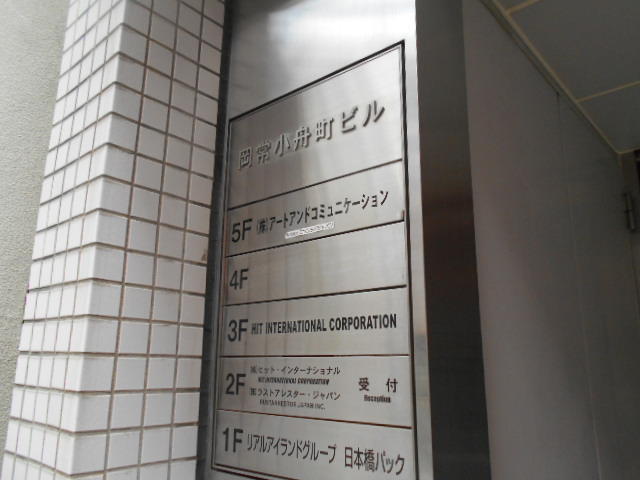 岡常小舟町ビル
5F (株)アートアンドコミュニケーション
4F
3F HIT INTERNATIONAL CORPORATION
2F (株)ヒット・インターナショナル 受付
HIT INTERNATIONAL CORPORATION Reception
(株)ラストアレスター・ジャパン
RUSTARRESTOR JAPAN INC.
1F リアルアイランドグループ 日本橋パック